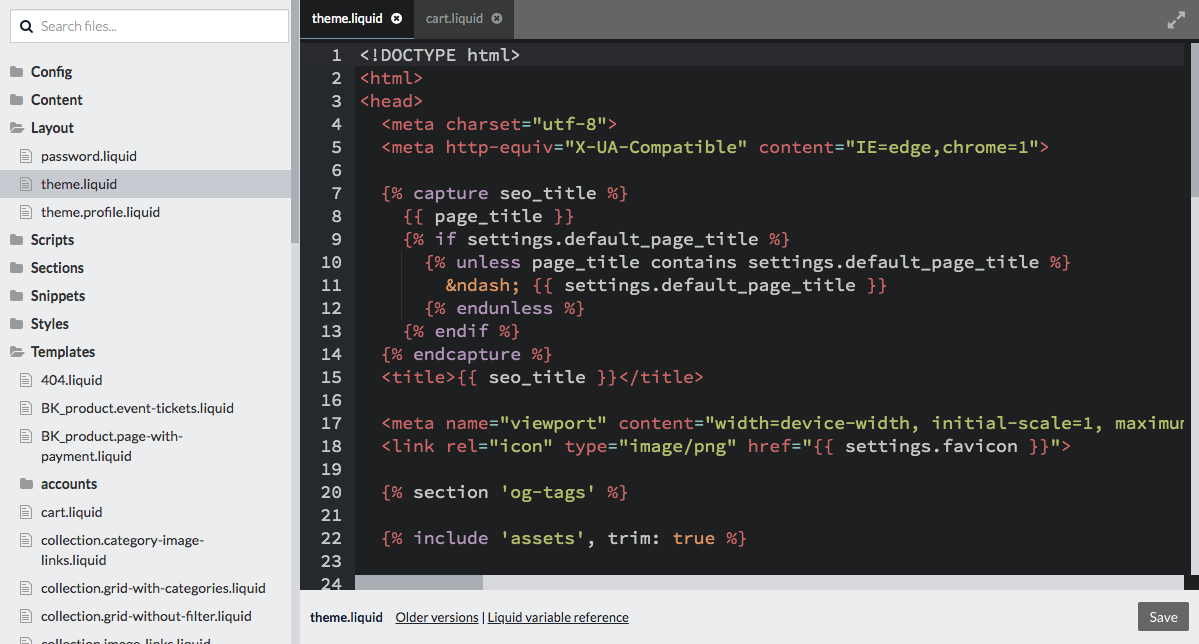 Search files...
Config
Content
Layout
password.liquid
theme.liquid
theme.profile.liquid
Scripts
Sections
Snippets
Styles
Templates
404.liquid
BK_product.event-tickets.liquid
BK_product.page-with-
payment.liquid
accounts
cart.liquid
collection.category-image-
links.liquid
collection.grid-with-categories.liquid
collection.grid-without-filter.liquid
collection.image-links.liquid
theme.liquid cart.liquid
1 <!DOCTYPE html>
2 <html>
3 <head>
4 <meta charset="utf-8">
5 <meta http-equiv="X-UA-Compatible" content="IE=edge,chrome=1">
6
7 {% capture seo_title %}
8 {{ page_title }}
9 {% if settings.default_page_title %}
10 {% unless page_title contains settings.default_page_title %}
11 &ndash; {{ settings.default_page_title }}
12 {% endunless %}
13 {% endif %}
14 {% endcapture %}
15 <title>{{ seo_title }}</title>
16
17 <meta name="viewport" content="width=device-width, initial-scale=1, maximum
18 <link rel="icon" type="image/png" href="{{ settings.favicon }}">
19
20 {% section 'og-tags' %}
21
22 {% include 'assets', trim: true %}
23
24
theme.liquid Older versions | Liquid variable reference
Save